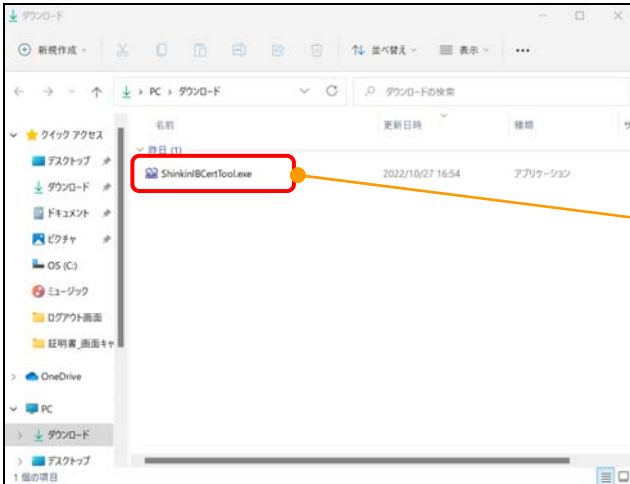 ダウンロード
新規作成
並べ替え
表示
PC > ダウンロード
ダウンロードの検索
名前 更新日時 種類 サ
昨日 (1)
ShinkinIBCertTool.exe 2022/10/27 16:54 アプリケーション
クイック アクセス
デスクトップ
ダウンロード
ドキュメント
ピクチャ
OS (C:)
ミュージック
ログアウト画面
証明書_画面キャ
OneDrive
PC
ダウンロード
デスクトップ
1 個の項目